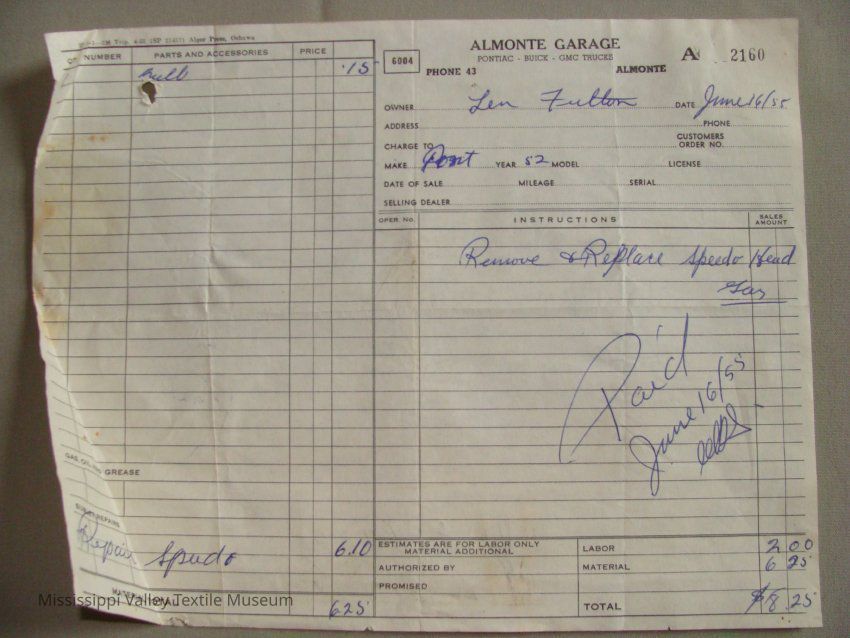 Alger Press, Oshawa
NUMBER PARTS AND ACCESSORIES PRICE
Bulb .15
GREASE
Repair Speedo 6.10
6.25
6004
ALMONTE GARAGE
PONTIAC - BUICK - GMC TRUCKS
PHONE 43 ALMONTE
A 2160
OWNER Len Fulton DATE June 16/55
ADDRESS PHONE
CHARGE TO CUSTOMERS ORDER NO.
MAKE Pont YEAR 52 MODEL LICENSE
DATE OF SALE MILEAGE SERIAL
SELLING DEALER
OPER. No. INSTRUCTIONS SALES AMOUNT
Remove & Replace Speedo Head
Paid
June 16/55
ESTIMATES ARE FOR LABOR ONLY
MATERIAL ADDITIONAL
LABOR 2 00
AUTHORIZED BY MATERIAL 6 25
PROMISED
TOTAL $8.25
Mississippi Valley Textile Museum